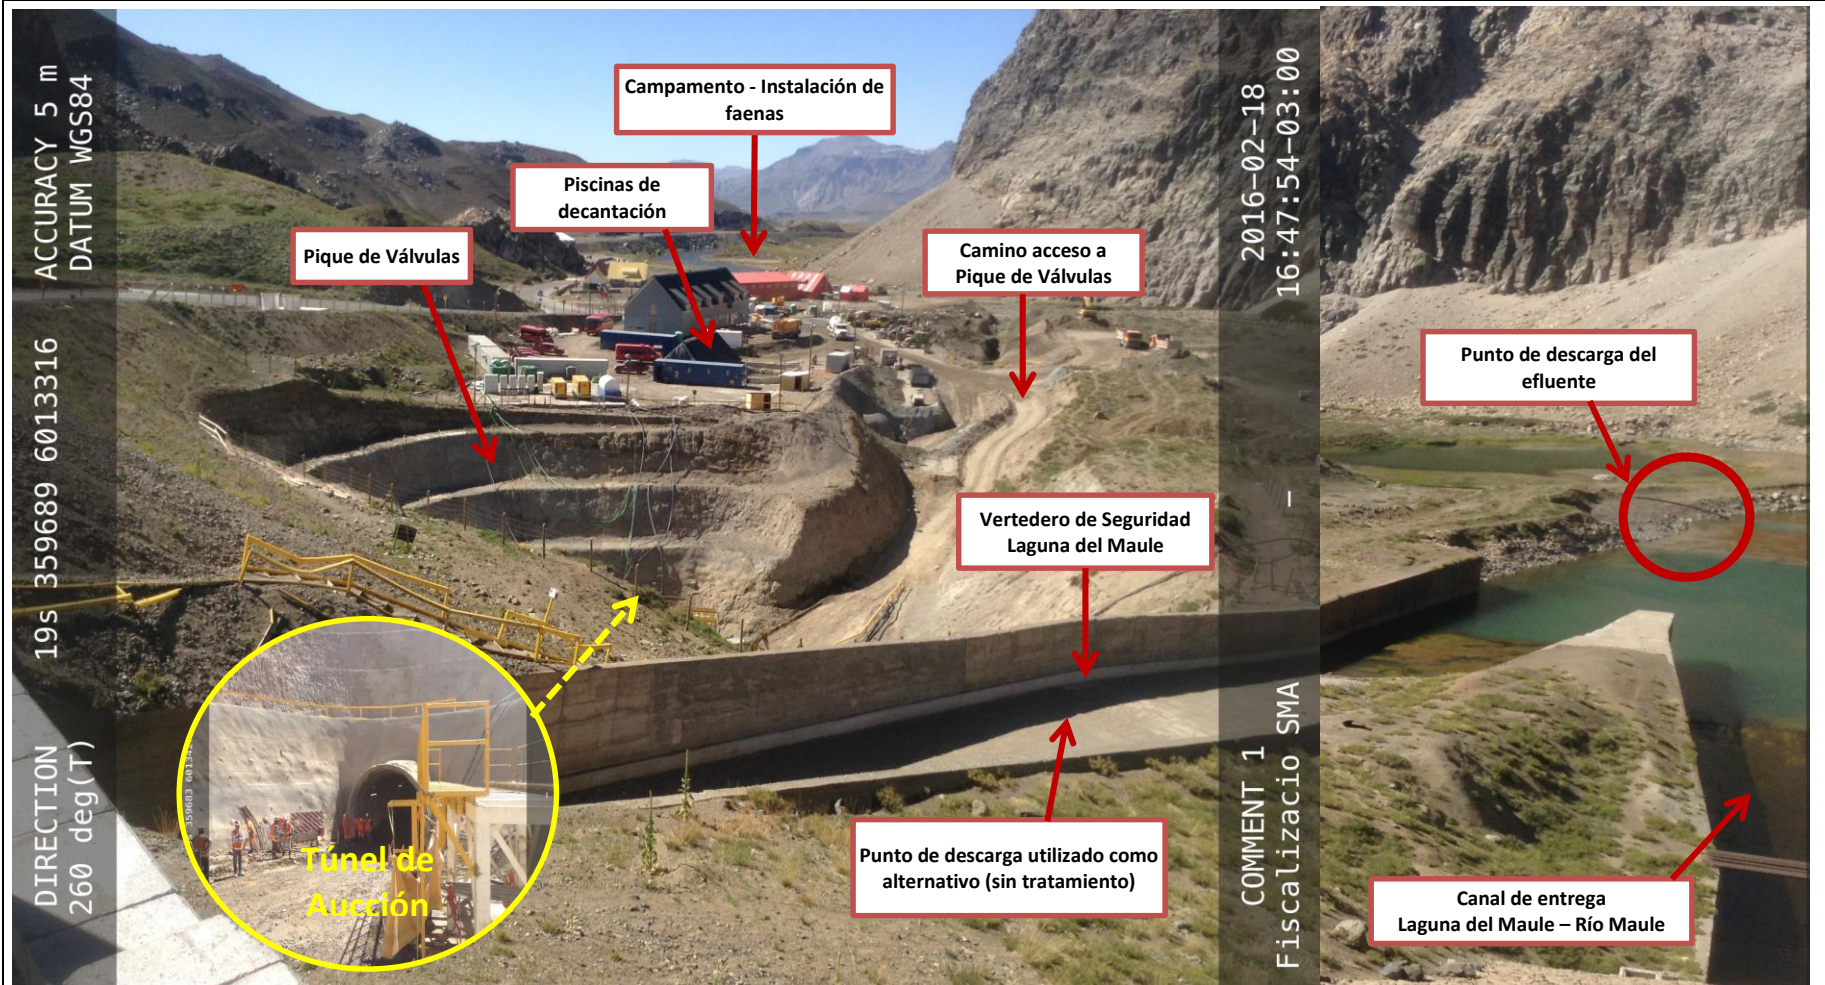 DIRECTION
260 deg(T)
19s 359689 6013316
ACCURACY 5 m
DATUM WGS84
Campamento - Instalación de
faenas
Piscinas de
decantación
Pique de Válvulas
Camino acceso a
Pique de Válvulas
Vertedero de Seguridad
Laguna del Maule
Túnel de
Aucción
Punto de descarga utilizado como
alternativo (sin tratamiento)
COMMENT 1
Fiscalizacio SMA
—
2016-02-18
16:47:54-03:00
Punto de descarga del
efluente
Canal de entrega
Laguna del Maule – Río Maule